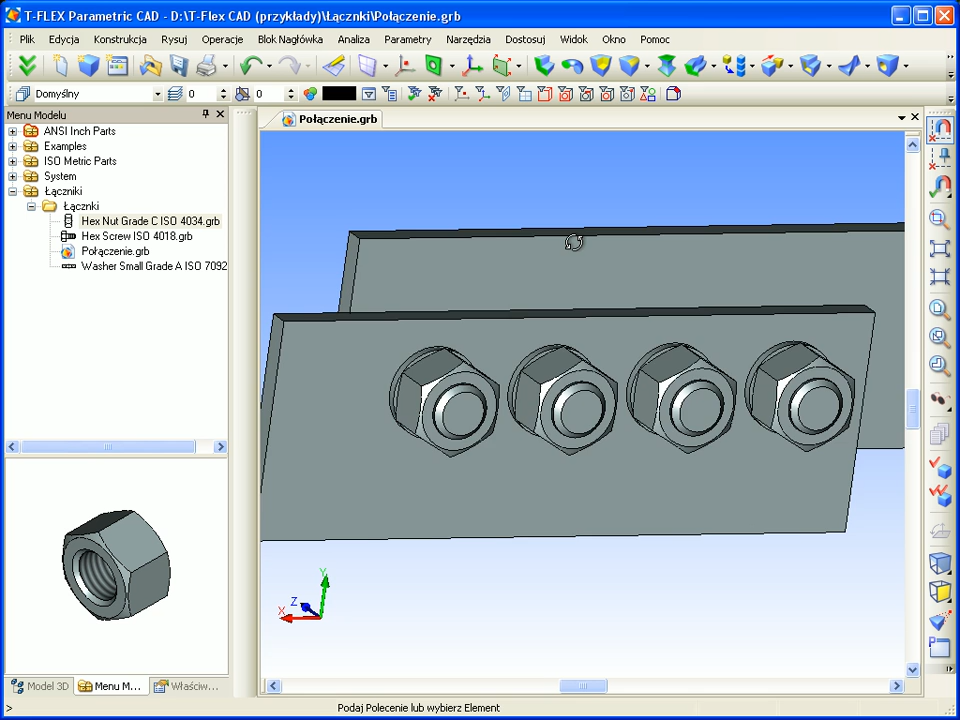 T-FLEX Parametric CAD - D:\T-Flex CAD (przykłady)\Łącznki\Połączenie.grb
Plik Edycja Konstrukcja Rysuj Operacje Blok Nagłówka Analiza Parametry Narzędzia Dostosuj Widok Okno Pomoc
Domyślny 0 0
Menu Modelu
Połączenie.grb
ANSI Inch Parts
Examples
ISO Metric Parts
System
Łączniki
Łącznki
Hex Nut Grade C ISO 4034.grb
Hex Screw ISO 4018.grb
Połączenie.grb
Washer Small Grade A ISO 7092
Y
Z
X
Model 3D Menu M... Właściw...
> Podaj Polecenie lub wybierz Element